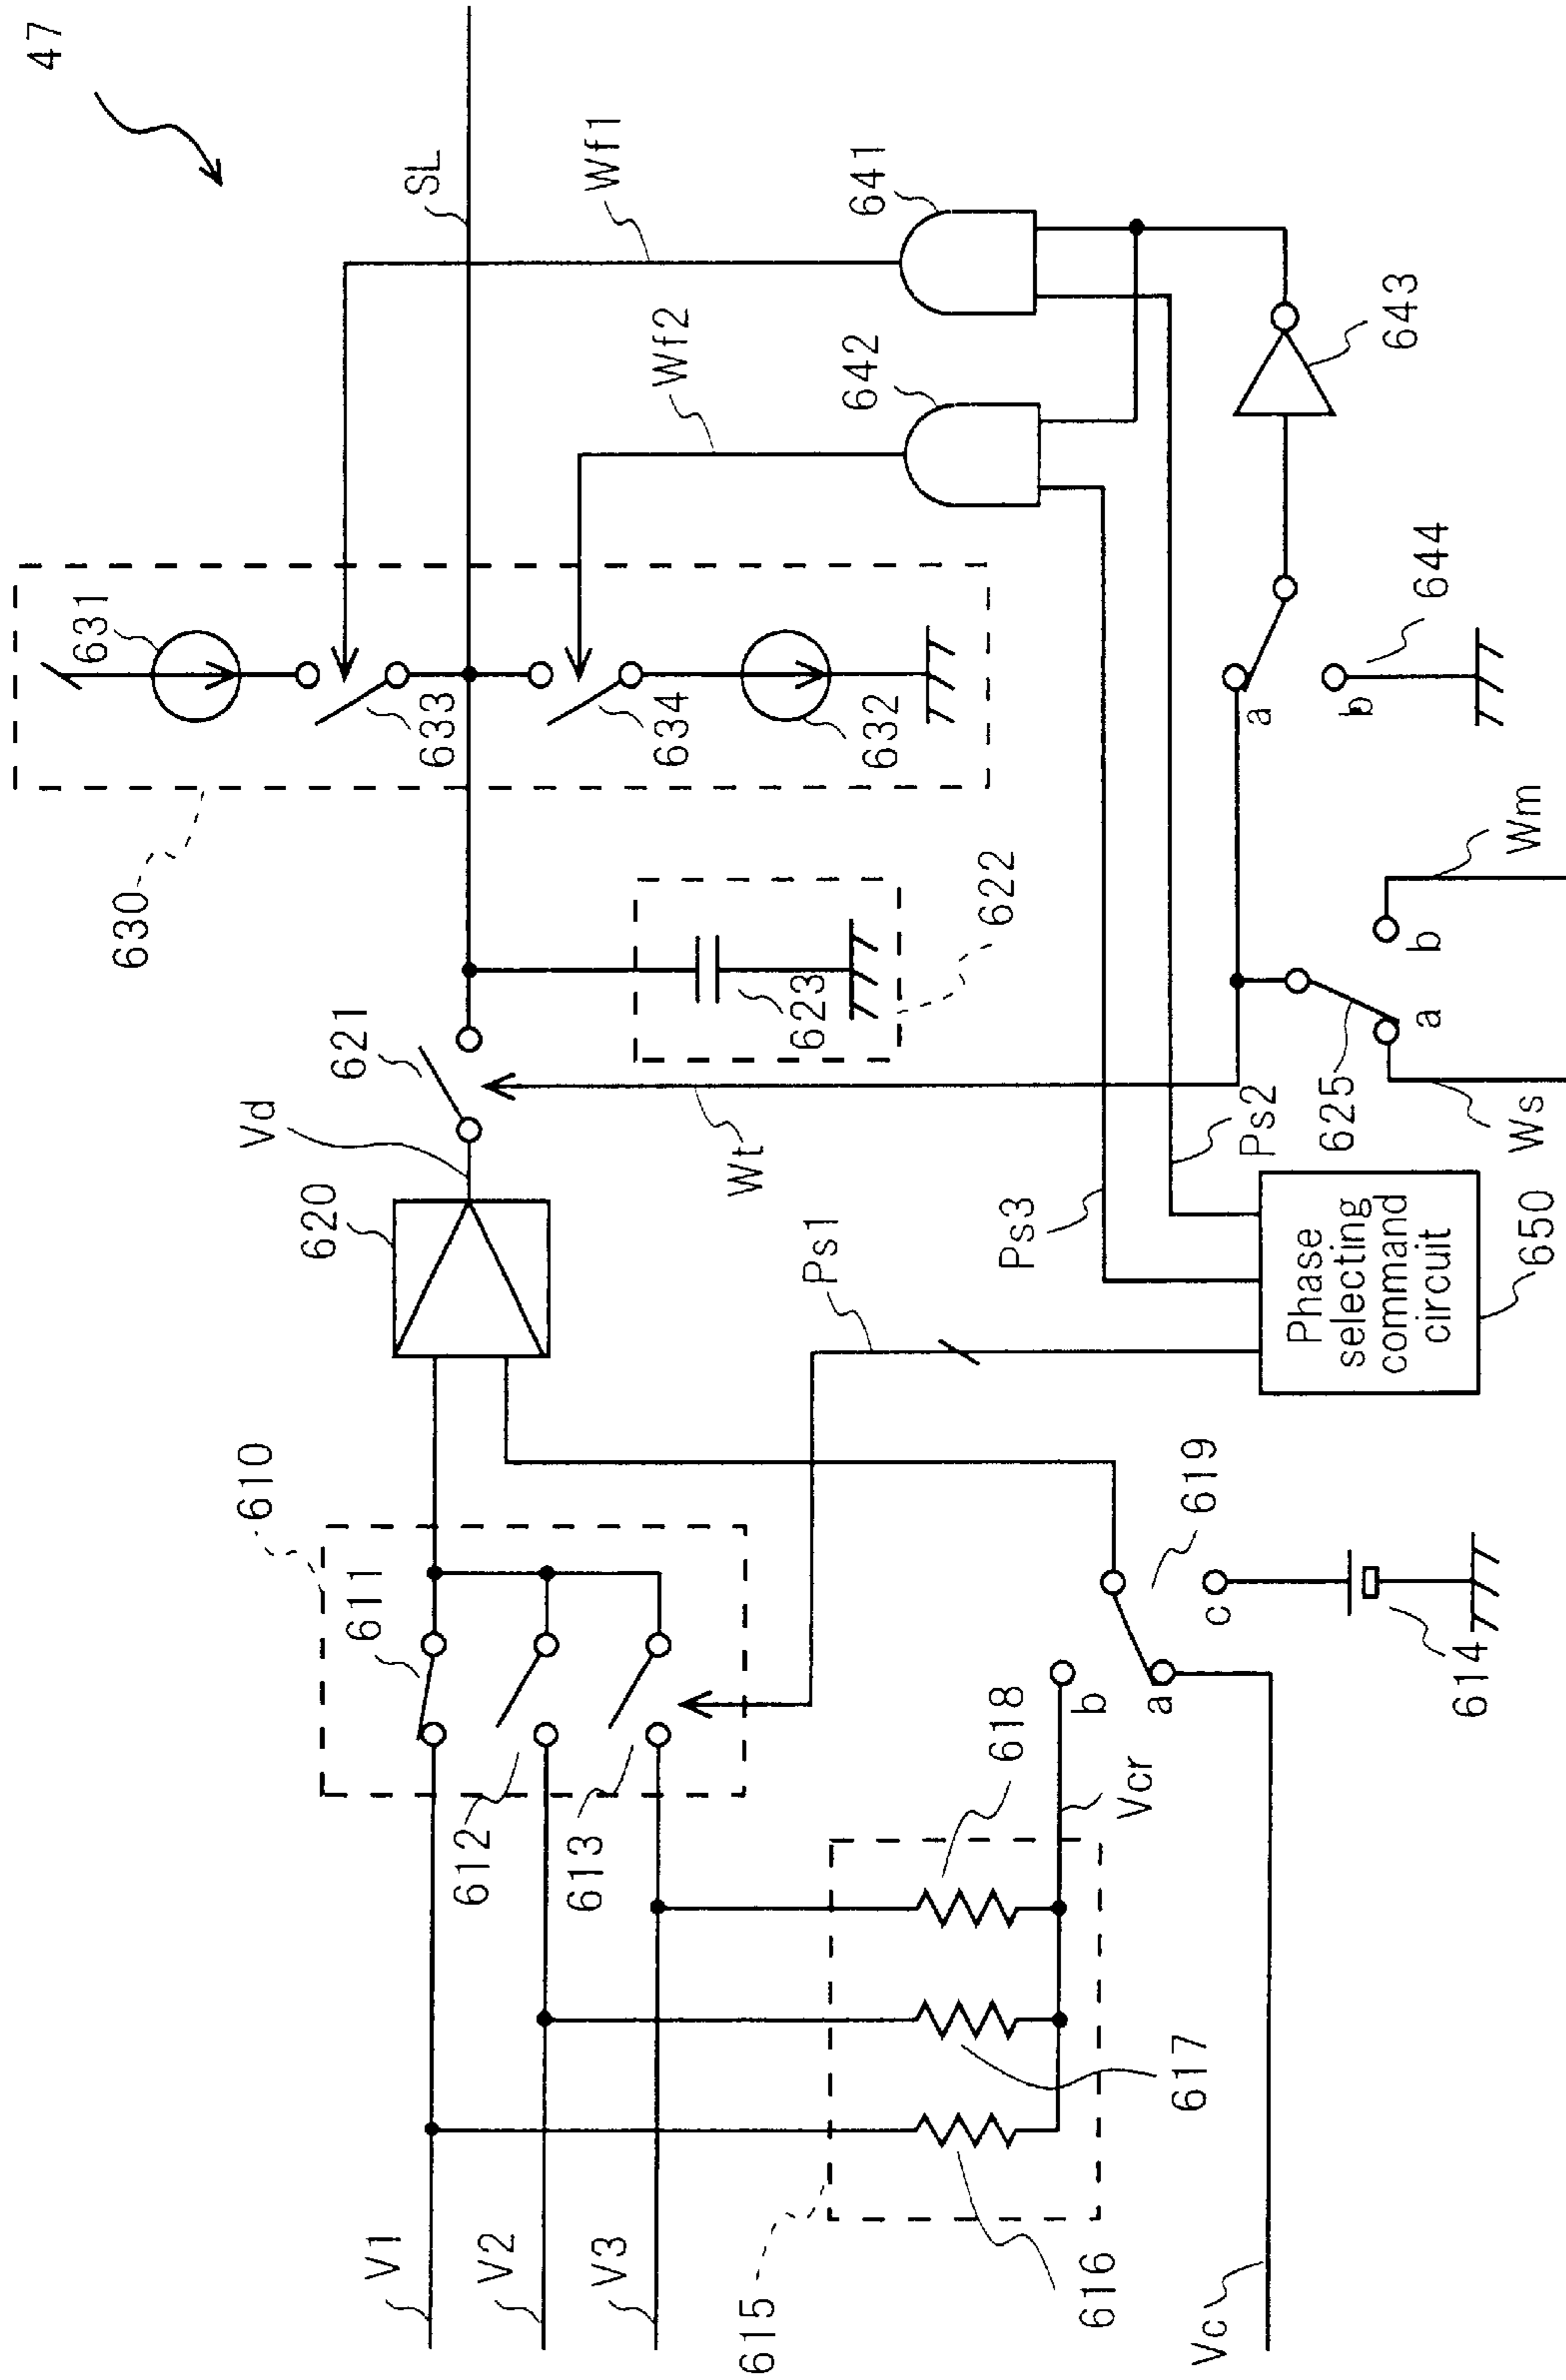 47
SL
Wf1
Wf2
641
642
643
644
a
b
631
633
634
632
630
622
623
621
Vd
620
Wt
Wm
b
a
625
Ws
Ps2
Ps3
Ps1
Phase
selecting
command
circuit
650
610
611
612
613
619
c
b
a
614
618
Vcr
617
616
615
V1
V2
V3
Vc